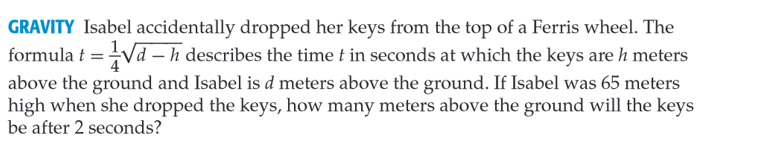 GRAVITY Isabel accidentally dropped her keys from the top of a Ferris wheel. The
formula t = 1/4√d − h describes the time t in seconds at which the keys are h meters
above the ground and Isabel is d meters above the ground. If Isabel was 65 meters
high when she dropped the keys, how many meters above the ground will the keys
be after 2 seconds?